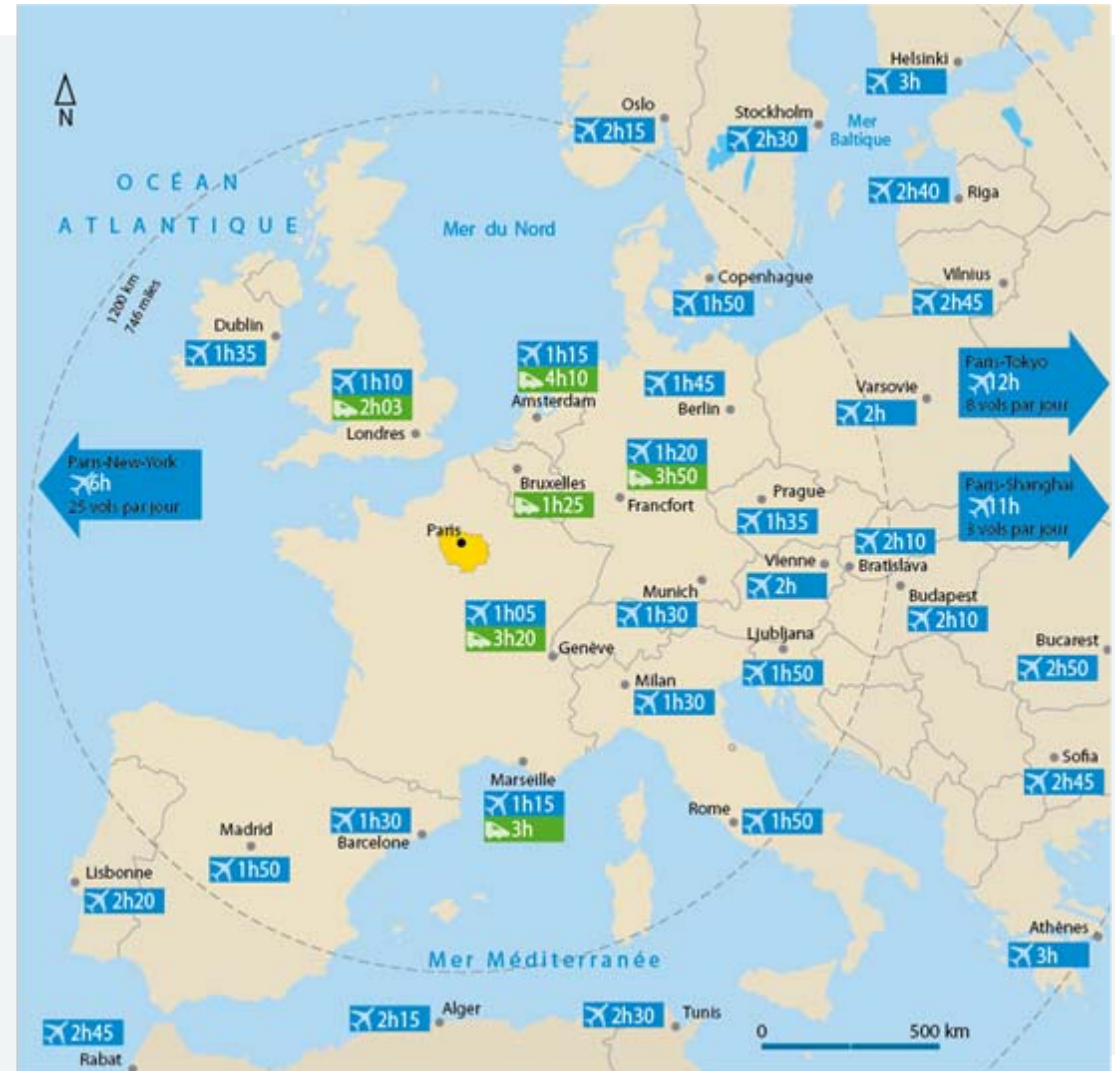 N
Helsinki
3h
Oslo
2h15
Stockholm
2h30
Mer
Baltique
OCÉAN
ATLANTIQUE
2h40
Riga
Mer du Nord
1200 km
746 miles
Copenhague
1h50
Vilnius
2h45
Dublin
1h35
1h15
4h10
Amsterdam
1h10
2h03
Londres
1h45
Berlin
Varsovie
2h
Paris-Tokyo
12h
8 vols par jour
Paris-New-York
6h
25 vols par jour
Bruxelles
1h25
1h20
3h50
Francfort
Prague
1h35
Paris-Shanghai
11h
3 vols par jour
Paris
2h10
Bratislava
Vienne
2h
Munich
1h30
Budapest
2h10
1h05
3h20
Genève
Ljubljana
1h50
Bucarest
2h50
Milan
1h30
Marseille
1h15
3h
Sofia
2h45
Rome
1h50
1h30
Barcelone
Madrid
1h50
Lisbonne
2h20
Athènes
3h
Mer Méditerranée
2h45
Rabat
2h15
Alger
2h30
Tunis
0 500 km